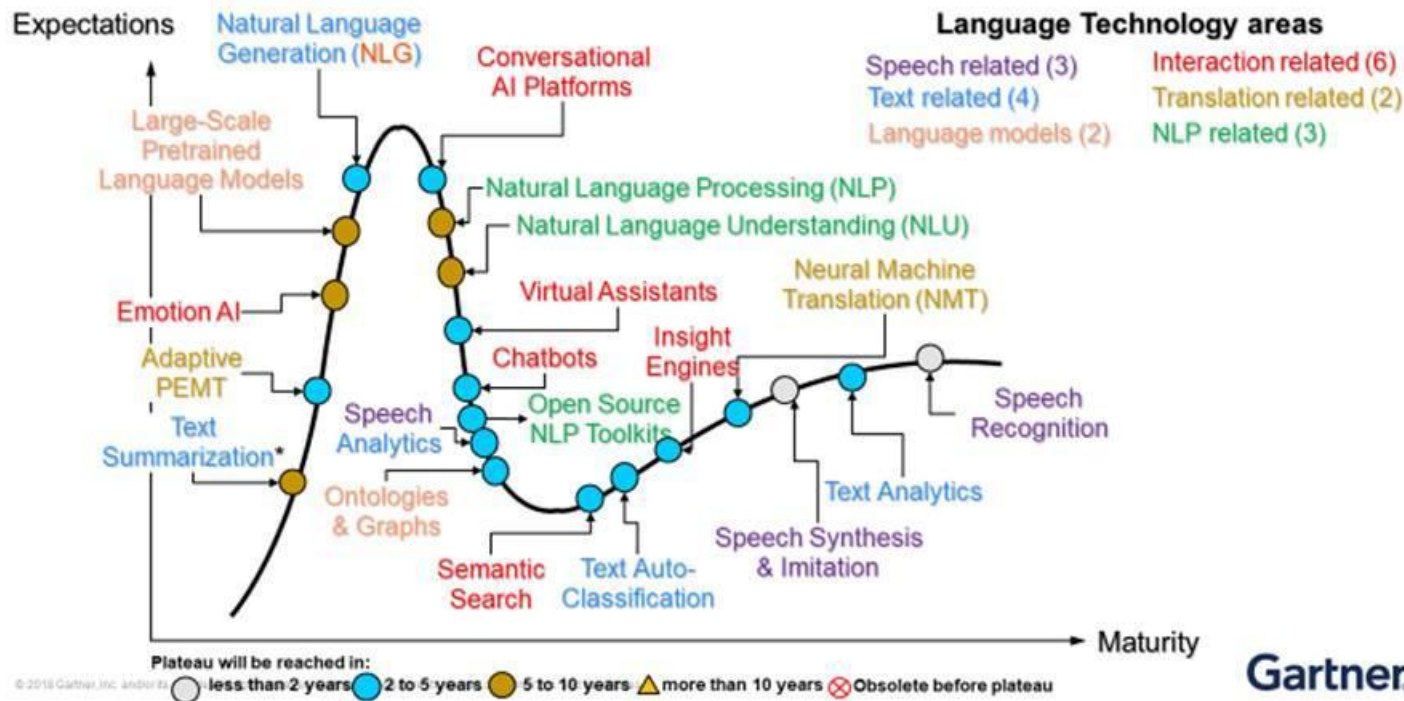 Expectations
Natural Language
Generation (NLG)
Conversational
AI Platforms
Language Technology areas
Speech related (3)
Interaction related (6)
Text related (4)
Translation related (2)
Language models (2)
NLP related (3)
Large-Scale
Pretrained
Language Models
Natural Language Processing (NLP)
Natural Language Understanding (NLU)
Neural Machine
Translation (NMT)
Virtual Assistants
Emotion AI
Insight
Engines
Chatbots
Adaptive
PEMT
Open Source
NLP Toolkits
Speech
Analytics
Speech
Recognition
Text
Summarization*
Ontologies
& Graphs
Text Analytics
Speech Synthesis
& Imitation
Semantic
Search
Text Auto-
Classification
Maturity
Plateau will be reached in:
less than 2 years
2 to 5 years
5 to 10 years
more than 10 years
Obsolete before plateau
Gartner